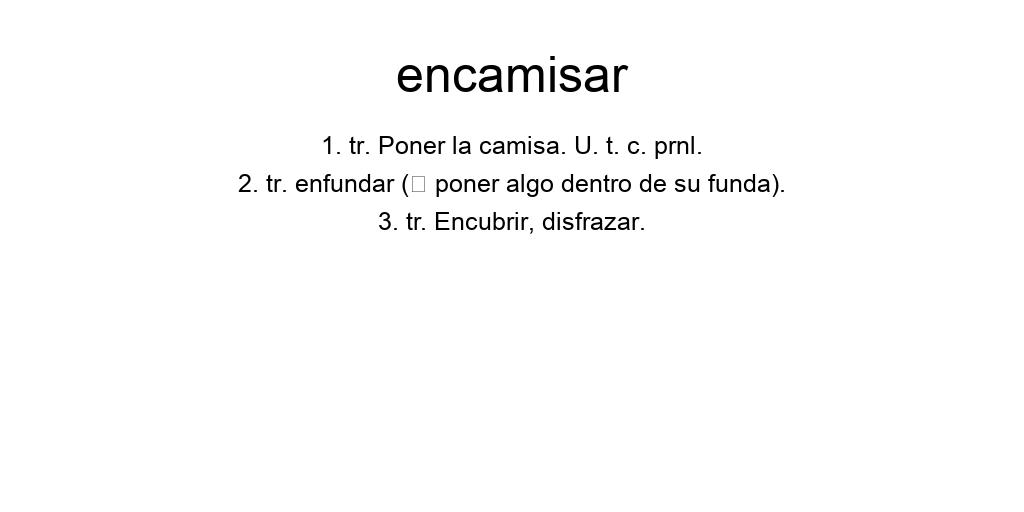 encamisar
1. tr. Poner la camisa. U. t. c. prnl.
2. tr. enfundar (□ poner algo dentro de su funda).
3. tr. Encubrir, disfrazar.